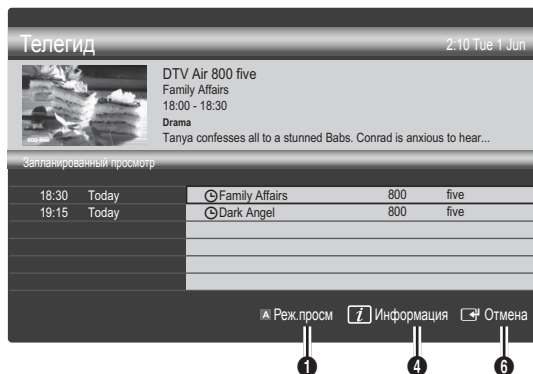 Телегид 2:10 Tue 1 Jun
DTV Air 800 five
Family Affairs
18:00 - 18:30
Drama
Tanya confesses all to a stunned Babs. Conrad is anxious to hear...
Запланированный просмотр
18:30 Today Family Affairs 800 five
19:15 Today Dark Angel 800 five
A Реж.просм i Информация Отмена
1 4 6